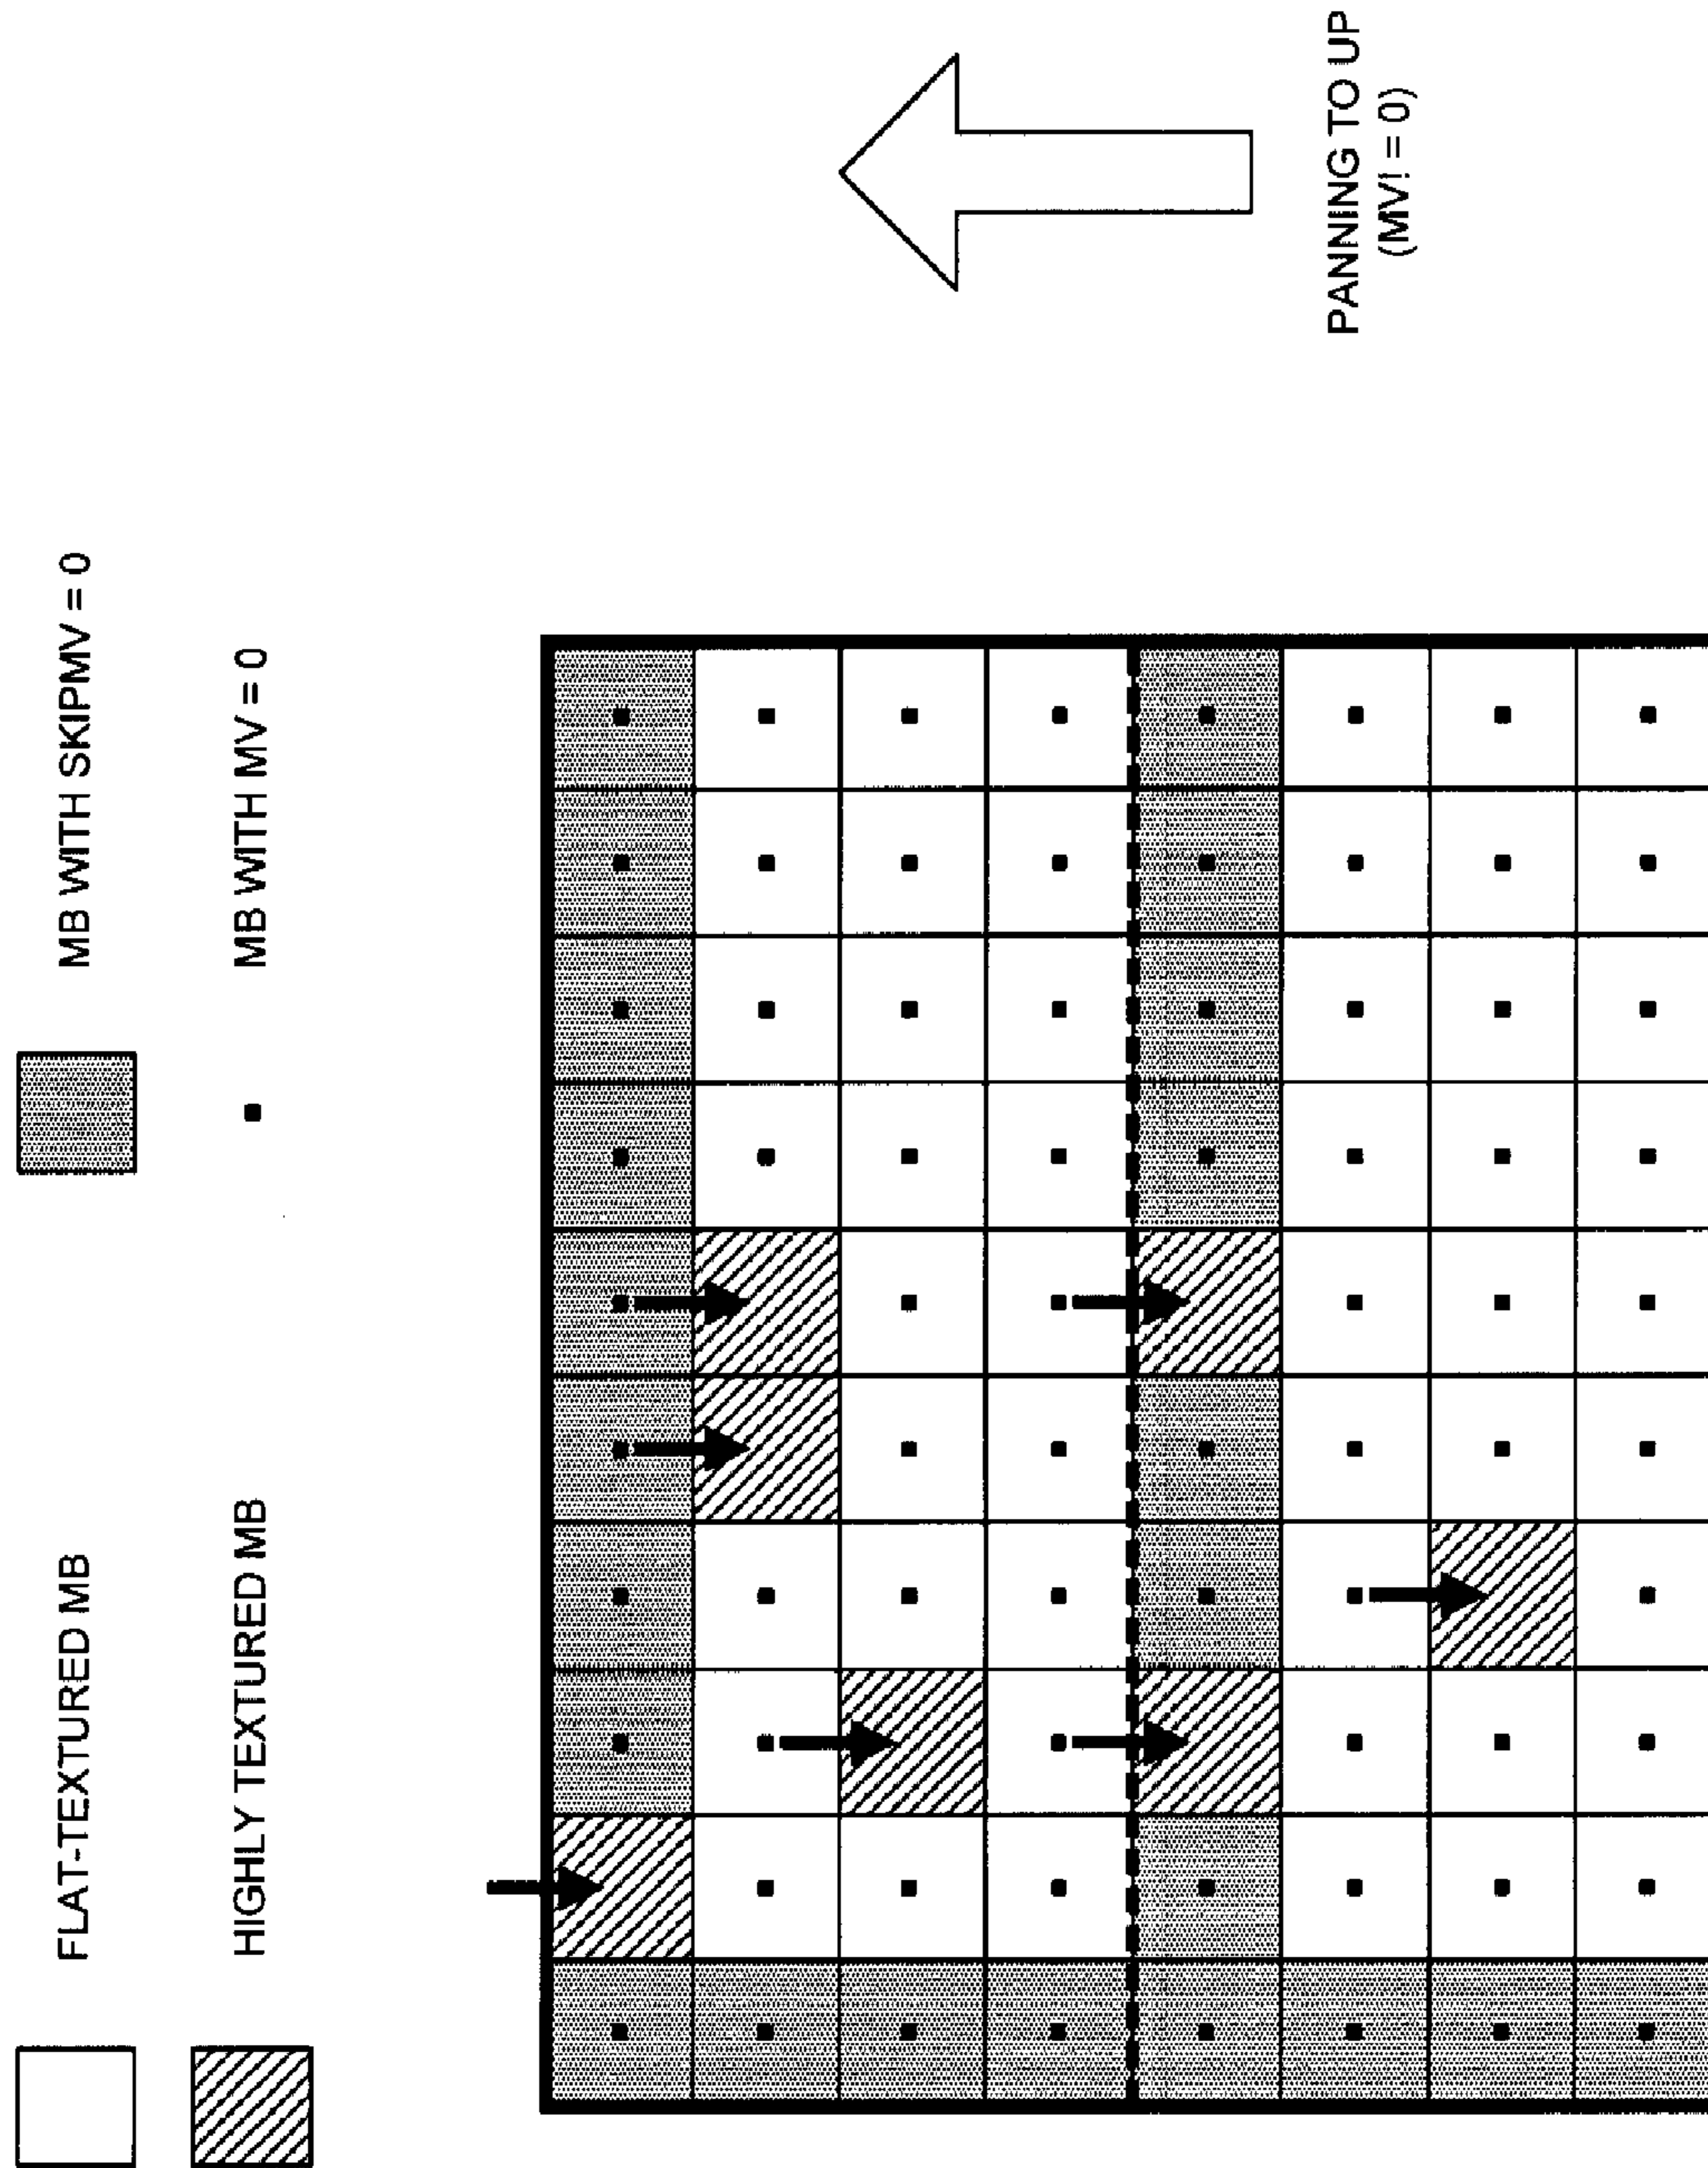 FLAT-TEXTURED MB
MB WITH SKIPMV = 0
HIGHLY TEXTURED MB
MB WITH MV = 0
PANNING TO UP
(MV! = 0)